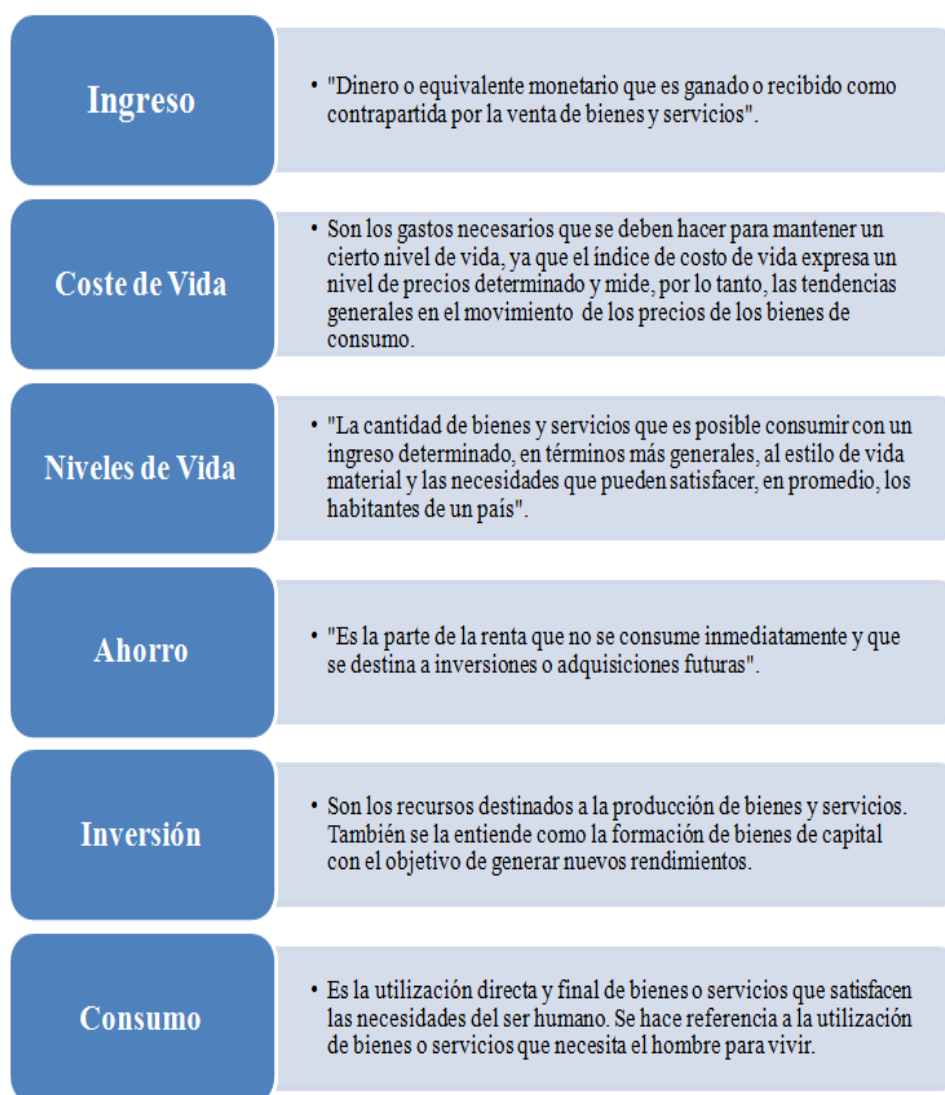 Ingreso
• "Dinero o equivalente monetario que es ganado o recibido como
contrapartida por la venta de bienes y servicios".
Coste de Vida
• Son los gastos necesarios que se deben hacer para mantener un
cierto nivel de vida, ya que el índice de costo de vida expresa un
nivel de precios determinado y mide, por lo tanto, las tendencias
generales en el movimiento de los precios de los bienes de
consumo.
Niveles de Vida
• "La cantidad de bienes y servicios que es posible consumir con un
ingreso determinado, en términos más generales, al estilo de vida
material y las necesidades que pueden satisfacer, en promedio, los
habitantes de un país".
Ahorro
• "Es la parte de la renta que no se consume inmediatamente y que
se destina a inversiones o adquisiciones futuras".
Inversión
• Son los recursos destinados a la producción de bienes y servicios.
También se la entiende como la formación de bienes de capital
con el objetivo de generar nuevos rendimientos.
Consumo
• Es la utilización directa y final de bienes o servicios que satisfacen
las necesidades del ser humano. Se hace referencia a la utilización
de bienes o servicios que necesita el hombre para vivir.